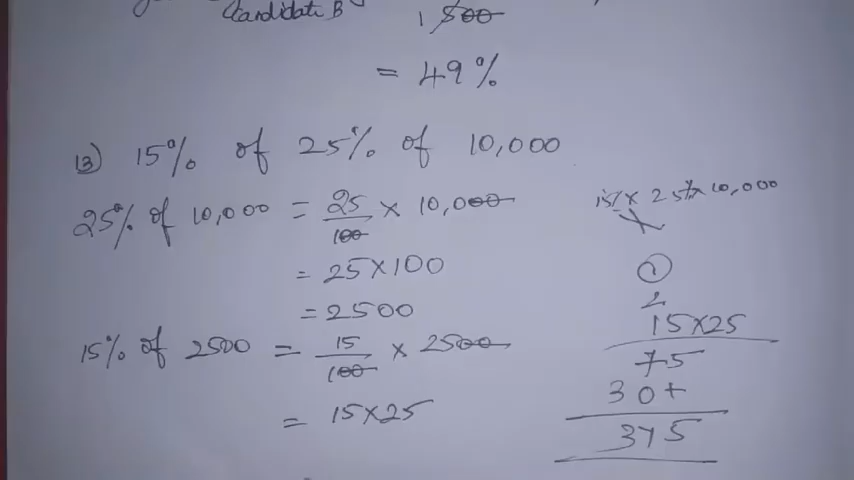 Candidate B 1500
= 49%
13) 15% of 25% of 10,000
25% of 10,000 = 25/100 × 10,000
15% × 25% × 10,000
= 25×100
1
= 2500
2
15% of 2500 = 15/100 × 2500
15×25
75
30+
= 15×25
375